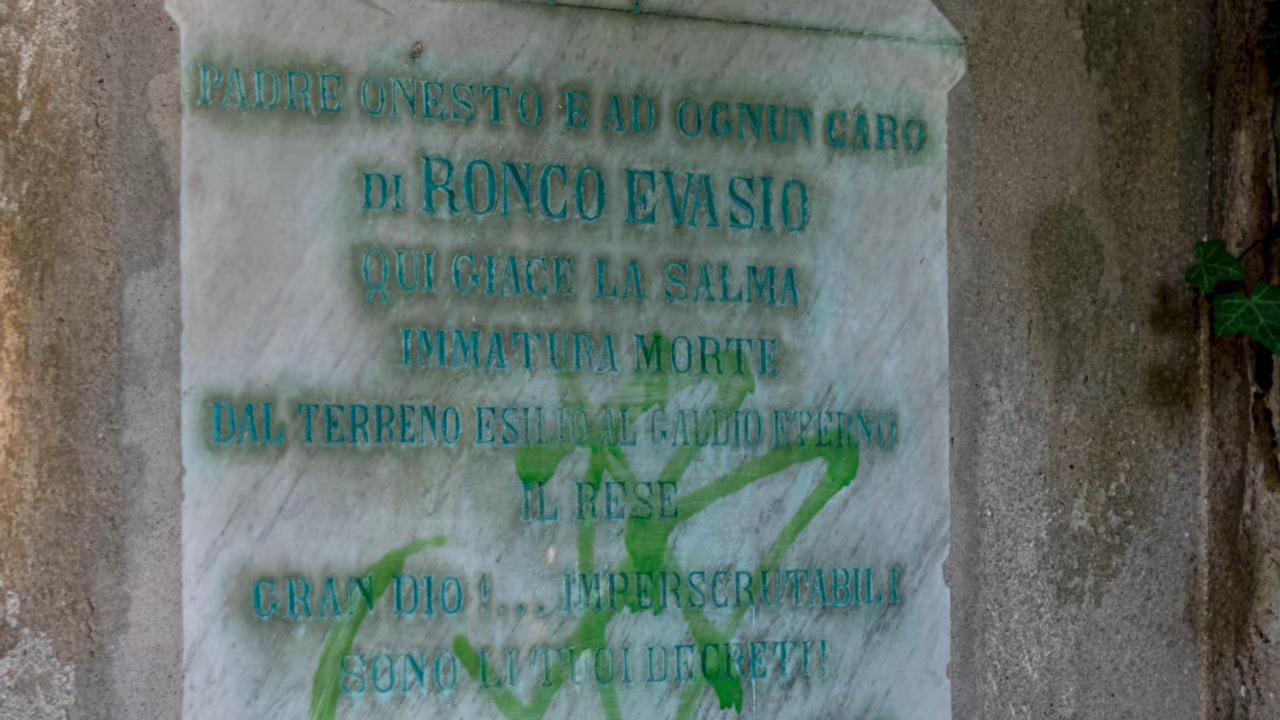 PADRE ONESTO E AD OGNUN CARO
DI RONCO EVASIO
QUI GIACE LA SALMA
IMMATURA MORTE
DAL TERRENO ESILIO AL GAUDIO ETERNO
IL RESE
GRAN DIO !... IMPERSCRUTABILI
SONO LI TUOI DECRETI!